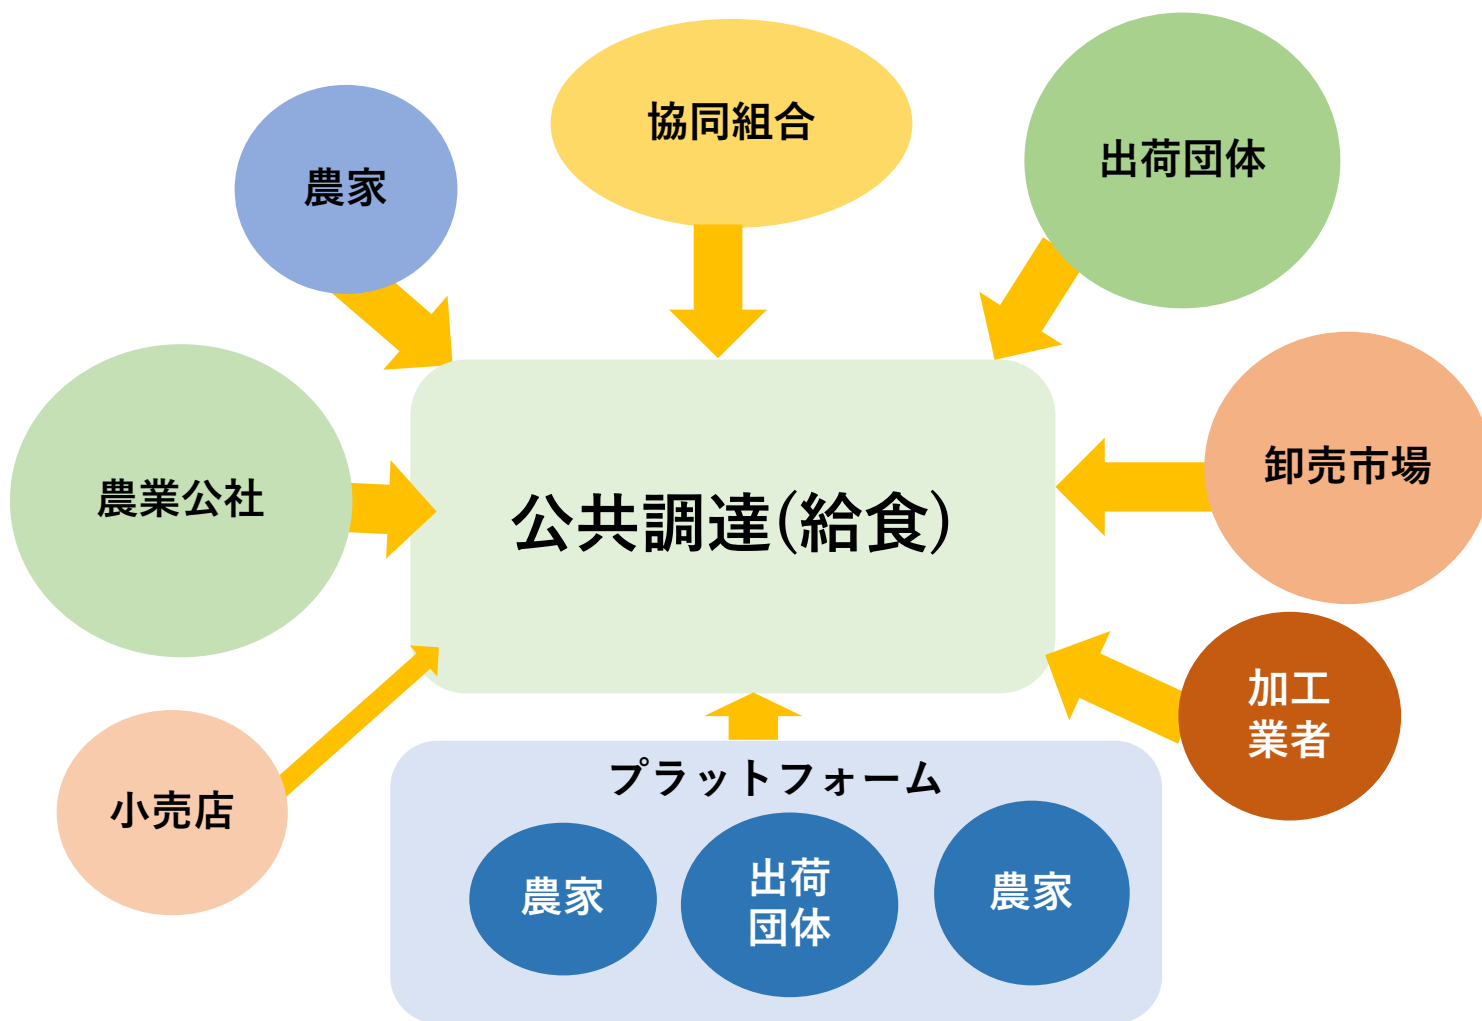 協同組合
出荷団体
農家
卸売市場
農業公社
公共調達(給食)
加工
業者
小売店
プラットフォーム
農家
出荷
団体
農家